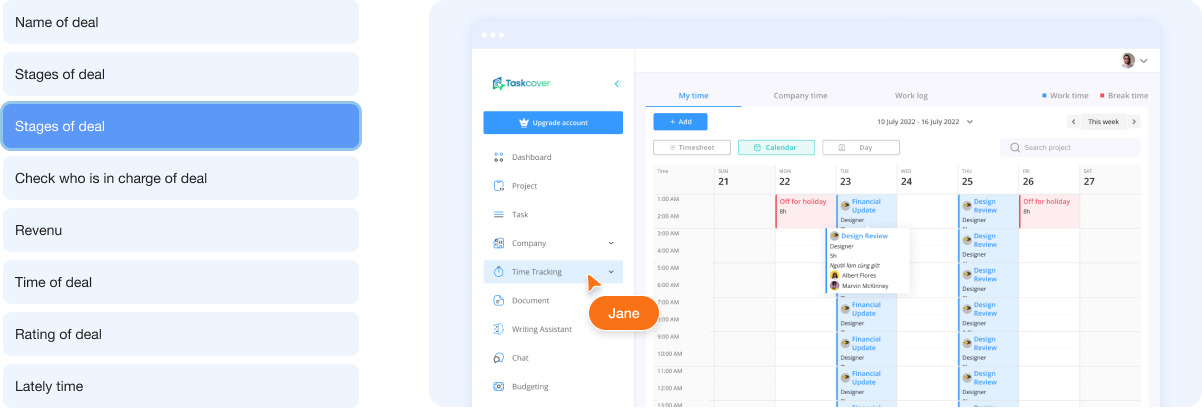 Name of deal
Stages of deal
Stages of deal
Check who is in charge of deal
Revenu
Time of deal
Rating of deal
Lately time
Taskcover
Upgrade account
Dashboard
Project
Task
Company
Time Tracking
Document
Writing Assistant
Chat
Budgeting
Jane
My time
Company time
Work log
Work time
Break time
+ Add
10 July 2022 - 16 July 2022
This week
Timesheet
Calendar
Day
Search project
Time
SUN
21
MON
22
TUE
23
WED
24
THU
25
FRI
26
SAT
27
1:00 AM
2:00 AM
3:00 AM
4:00 AM
5:00 AM
6:00 AM
7:00 AM
8:00 AM
9:00 AM
10:00 AM
11:00 AM
12:00 AM
13:00 AM
Off for holiday
8h
Financial
Update
Designer
Design Review
Designer
5h
Người làm cùng giờ:
Albert Flores
Marvin McKinney
Financial
Update
Designer
Financial
Update
Designer
Financial
Update
Designer
Financial
Design
Review
Designer
Design
Review
Designer
Design
Review
Designer
Design
Review
Designer
Design
Review
Designer
Design
Review
Designer
Design
Off for holiday
8h